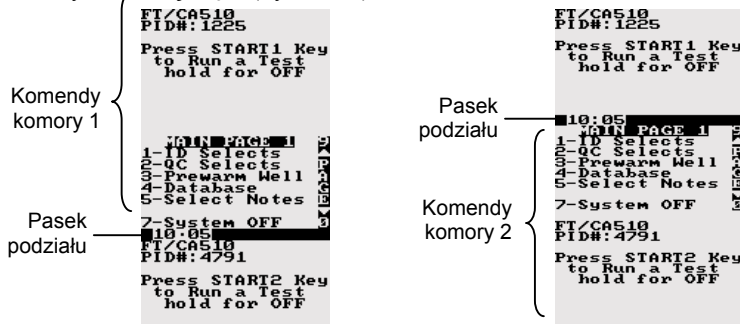 Komendy
komory 1
Pasek
podziału
FT/CA510
PID#:1225
Press START1 Key
to Run a Test
hold for OFF
MAIN PAGE 1
1-ID Selects
2-QC Selects
3-Prewarm Well
4-Database
5-Select Notes
7-System OFF
9
PAGE
0
10:05
FT/CA510
PID#:4791
Press START2 Key
to Run a Test
hold for OFF
Pasek
podziału
Komendy
komory 2
FT/CA510
PID#:1225
Press START1 Key
to Run a Test
hold for OFF
10:05
MAIN PAGE 1
1-ID Selects
2-QC Selects
3-Prewarm Well
4-Database
5-Select Notes
7-System OFF
FT/CA510
PID#:4791
Press START2 Key
to Run a Test
hold for OFF